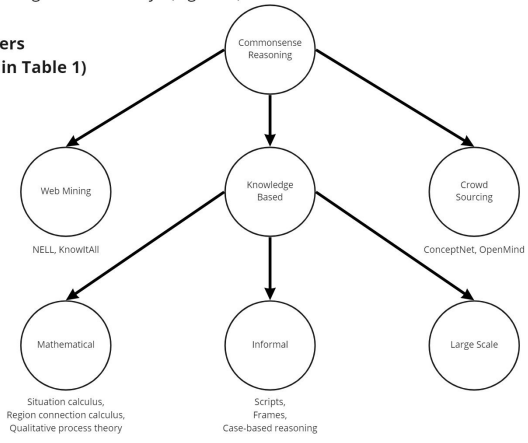 ers
in Table 1)
Commonsense
Reasoning
Web Mining
Knowledge
Based
Crowd
Sourcing
NELL, KnowItAll
ConceptNet, OpenMind
Mathematical
Informal
Large Scale
Situation calculus,
Region connection calculus,
Qualitative process theory
Scripts,
Frames,
Case-based reasoning